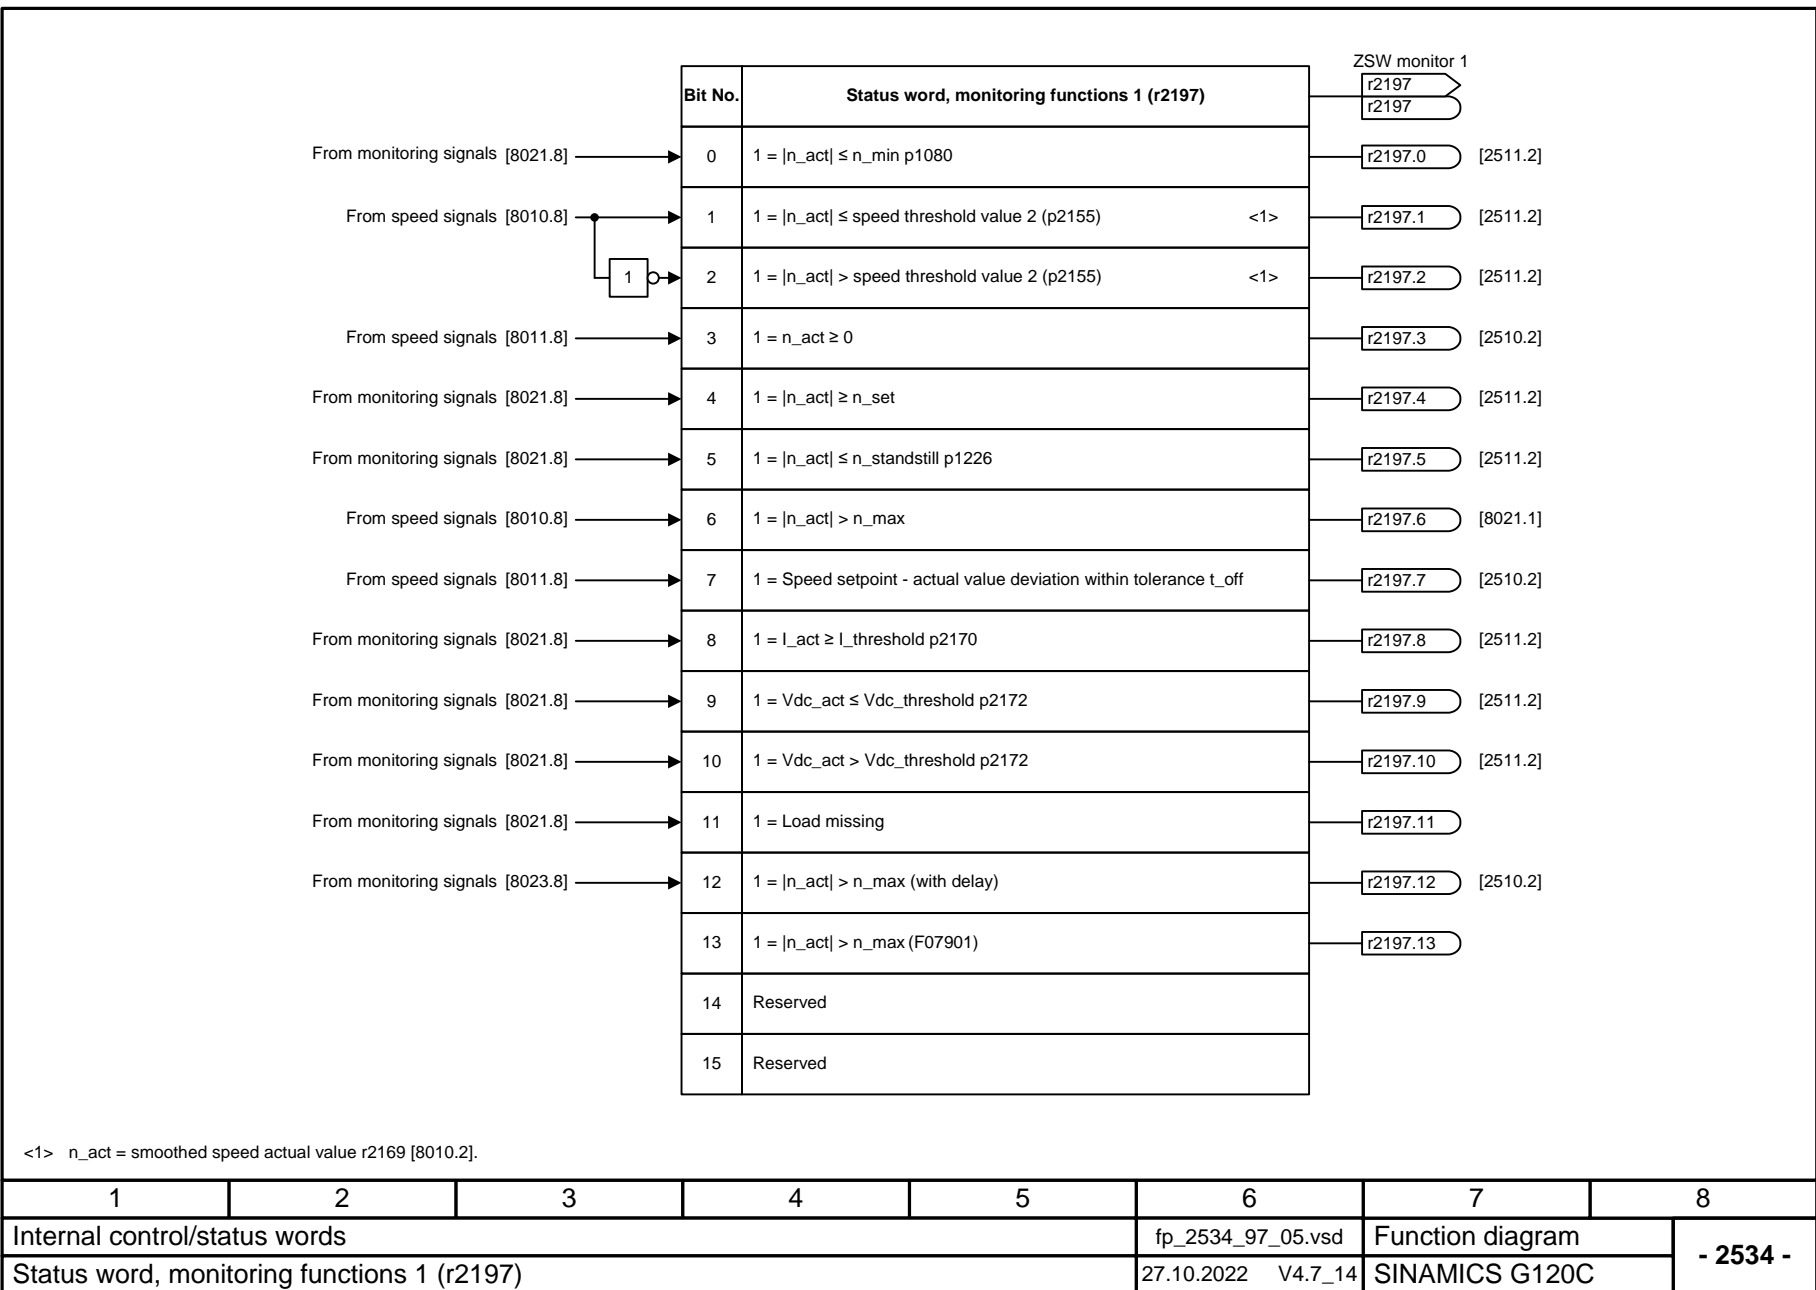 ZSW monitor 1
Bit No. Status word, monitoring functions 1 (r2197) r2197
r2197
From monitoring signals [8021.8] 0 1 = |n_act| ≤ n_min p1080 r2197.0 [2511.2]
From speed signals [8010.8] 1 1 = |n_act| ≤ speed threshold value 2 (p2155) <1> r2197.1 [2511.2]
1 2 1 = |n_act| > speed threshold value 2 (p2155) <1> r2197.2 [2511.2]
From speed signals [8011.8] 3 1 = n_act ≥ 0 r2197.3 [2510.2]
From monitoring signals [8021.8] 4 1 = |n_act| ≥ n_set r2197.4 [2511.2]
From monitoring signals [8021.8] 5 1 = |n_act| ≤ n_standstill p1226 r2197.5 [2511.2]
From speed signals [8010.8] 6 1 = |n_act| > n_max r2197.6 [8021.1]
From speed signals [8011.8] 7 1 = Speed setpoint - actual value deviation within tolerance t_off r2197.7 [2510.2]
From monitoring signals [8021.8] 8 1 = I_act ≥ I_threshold p2170 r2197.8 [2511.2]
From monitoring signals [8021.8] 9 1 = Vdc_act ≤ Vdc_threshold p2172 r2197.9 [2511.2]
From monitoring signals [8021.8] 10 1 = Vdc_act > Vdc_threshold p2172 r2197.10 [2511.2]
From monitoring signals [8021.8] 11 1 = Load missing r2197.11
From monitoring signals [8023.8] 12 1 = |n_act| > n_max (with delay) r2197.12 [2510.2]
13 1 = |n_act| > n_max (F07901) r2197.13
14 Reserved
15 Reserved
<1> n_act = smoothed speed actual value r2169 [8010.2].
1 2 3 4 5 6 7 8
Internal control/status words fp_2534_97_05.vsd Function diagram - 2534 -
Status word, monitoring functions 1 (r2197) 27.10.2022 V4.7_14 SINAMICS G120C